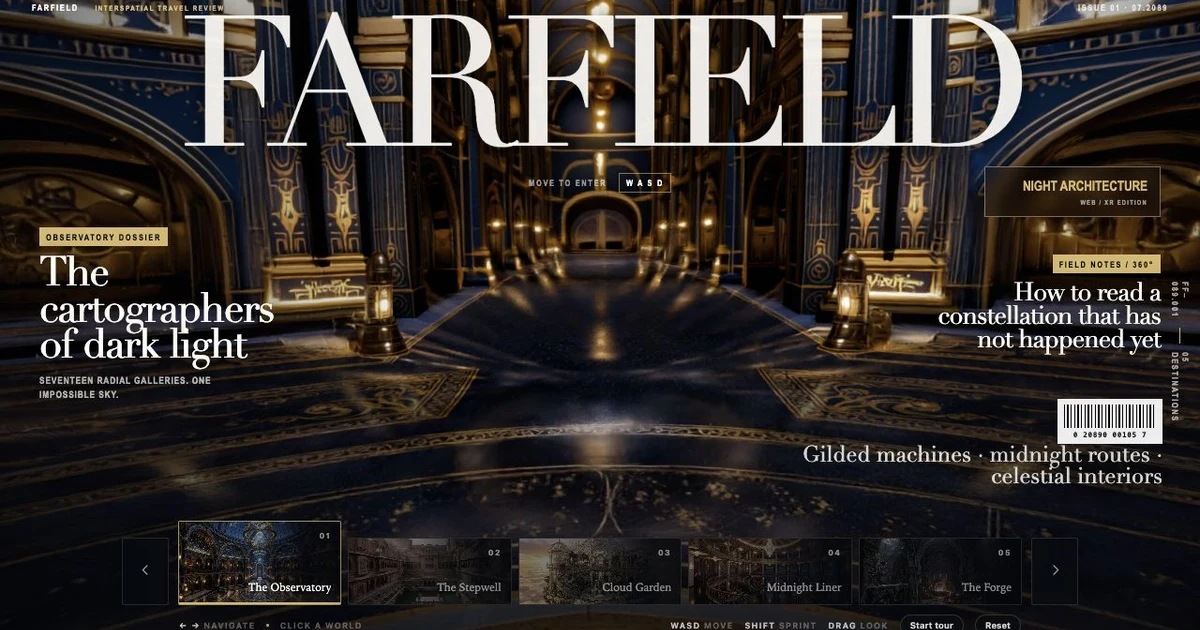 FARFIELD INTERSPATIAL TRAVEL REVIEW
ISSUE 01 · 07.2089
FARFIELD
MOVE TO ENTER WASD
NIGHT ARCHITECTURE
WEB / XR EDITION
OBSERVATORY DOSSIER
The
cartographers
of dark light
SEVENTEEN RADIAL GALLERIES. ONE
IMPOSSIBLE SKY.
FIELD NOTES / 360°
How to read a
constellation that has
not happened yet
FF—
089.001 — 05
DESTINATIONS
0 20890 00105 7
Gilded machines · midnight routes ·
celestial interiors
01
The Observatory
02
The Stepwell
03
Cloud Garden
04
Midnight Liner
05
The Forge
← → NAVIGATE • CLICK A WORLD
WASD MOVE SHIFT SPRINT DRAG LOOK Start tour Reset